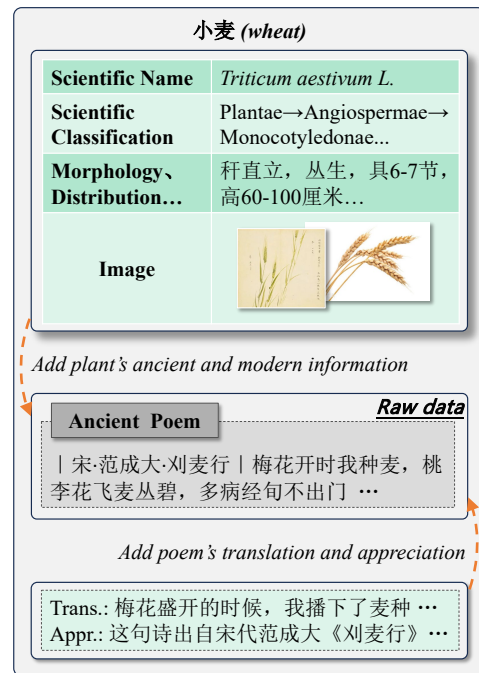 小麦 (wheat)
Scientific Name
Triticum aestivum L.
Scientific
Classification
Plantae→Angiospermae→
Monocotyledonae...
Morphology、
Distribution…
秆直立，丛生，具6-7节，
高60-100厘米…
Image
Add plant's ancient and modern information
Raw data
Ancient Poem
｜宋·范成大·刈麦行｜梅花开时我种麦，桃
李花飞麦丛碧，多病经旬不出门 …
Add poem's translation and appreciation
Trans.: 梅花盛开的时候，我播下了麦种 …
Appr.: 这句诗出自宋代范成大《刈麦行》…